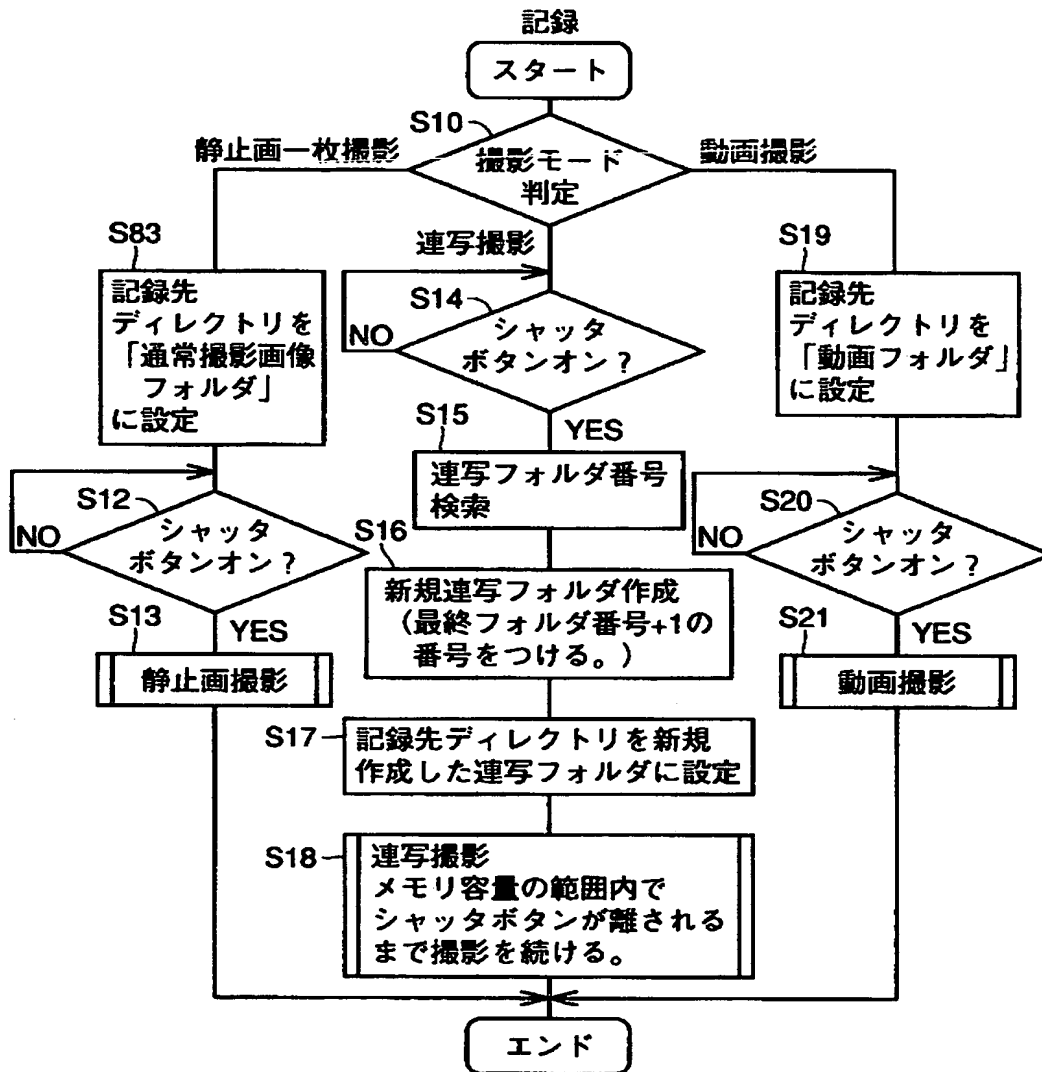 記録
スタート
S10
撮影モード
判定
静止画一枚撮影
連写撮影
動画撮影
S83
記録先
ディレクトリを
「通常撮影画像
フォルダ」
に設定
S12
シャッタ
ボタンオン?
NO
YES
S13
静止画撮影
S14
シャッタ
ボタンオン?
NO
YES
S15
連写フォルダ番号
検索
S16
新規連写フォルダ作成
(最終フォルダ番号+1の
番号をつける。)
S17
記録先ディレクトリを新規
作成した連写フォルダに設定
S18
連写撮影
メモリ容量の範囲内で
シャッタボタンが離される
まで撮影を続ける。
S19
記録先
ディレクトリを
「動画フォルダ」
に設定
S20
シャッタ
ボタンオン?
NO
YES
S21
動画撮影
エンド